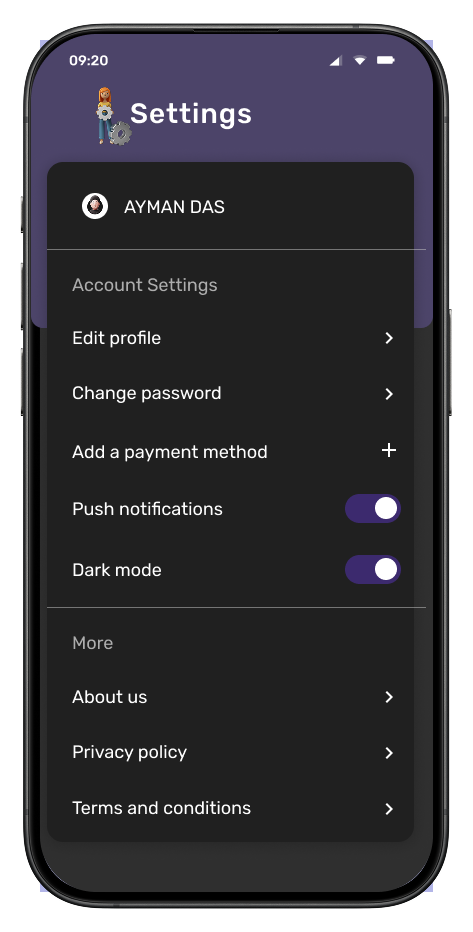 09:20
Settings
AYMAN DAS
Account Settings
Edit profile
Change password
Add a payment method
Push notifications
Dark mode
More
About us
Privacy policy
Terms and conditions